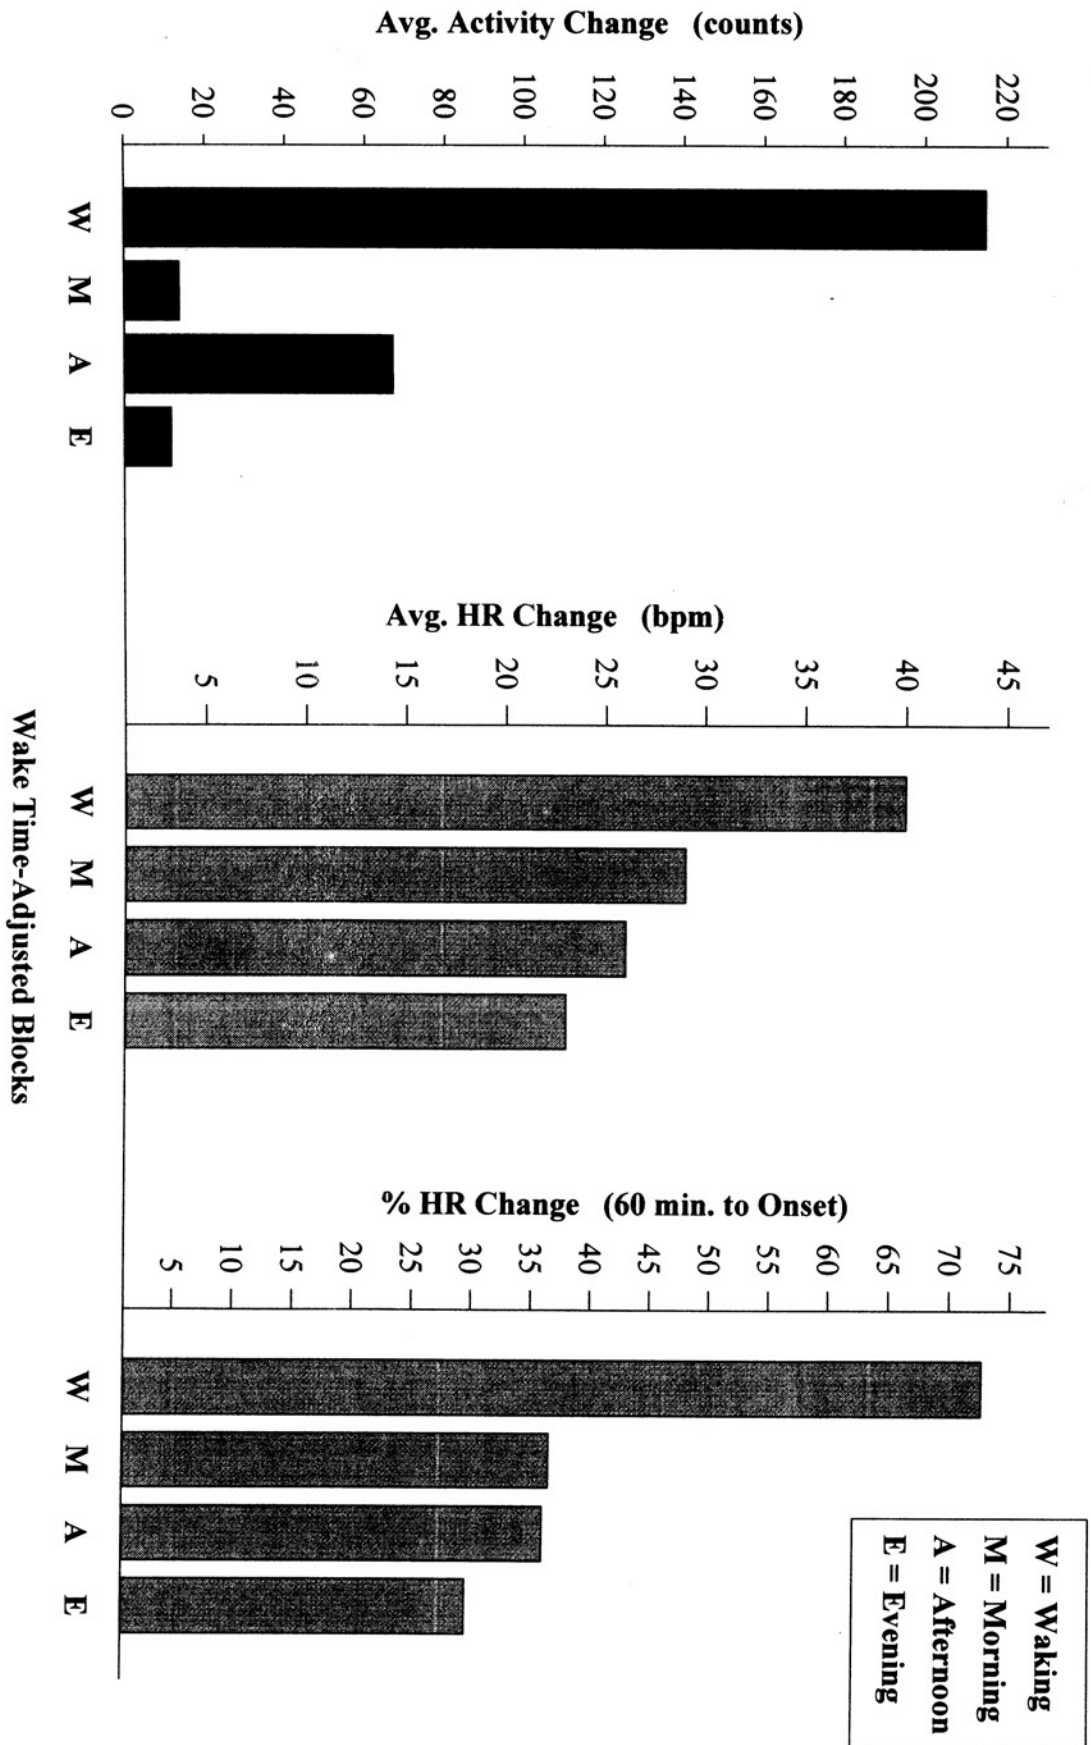 Avg. Activity Change (counts)
0
20
40
60
80
100
120
140
160
180
200
220
W
M
A
E
Avg. HR Change (bpm)
5
10
15
20
25
30
35
40
45
W
M
A
E
% HR Change (60 min. to Onset)
5
10
15
20
25
30
35
40
45
50
55
60
65
70
75
W
M
A
E
Wake Time-Adjusted Blocks
W = Waking
M = Morning
A = Afternoon
E = Evening